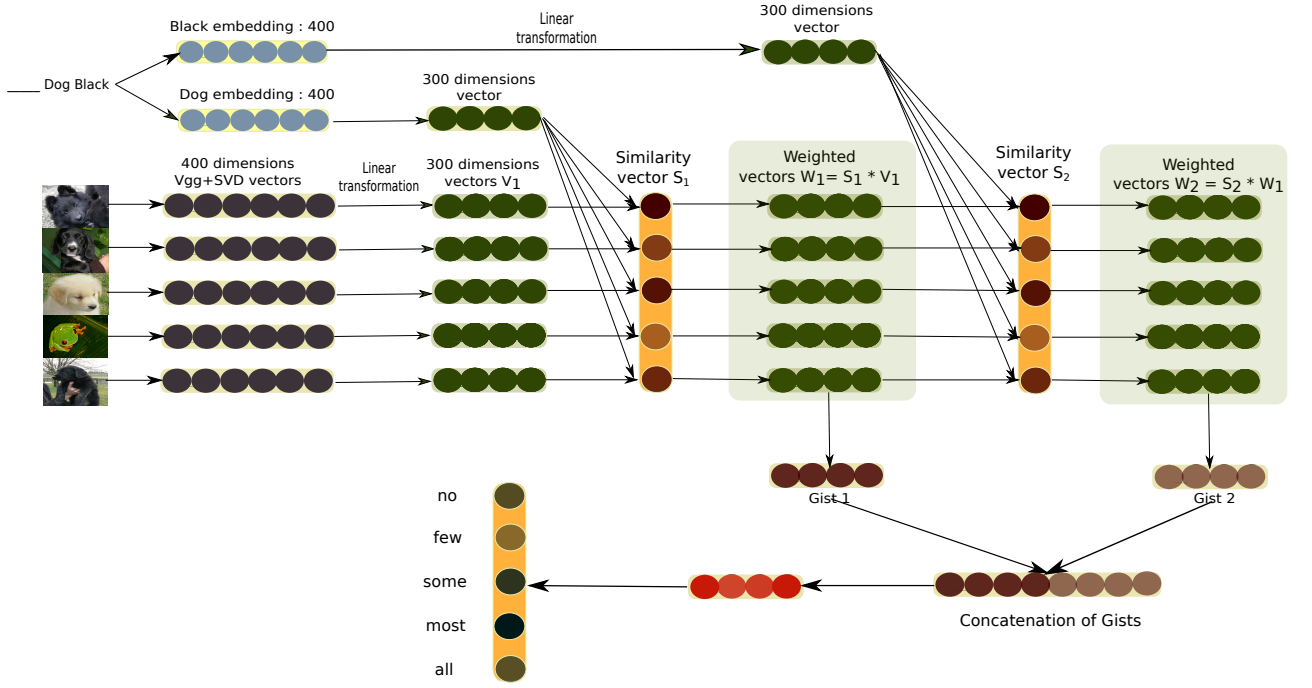 Black embedding : 400
Linear
transformation
300 dimensions
vector
____ Dog Black
Dog embedding : 400
300 dimensions
vector
400 dimensions
Vgg+SVD vectors
Linear
transformation
300 dimensions
vectors V1
Similarity
vector S1
Weighted
vectors W1= S1 * V1
Similarity
vector S2
Weighted
vectors W2 = S2 * W1
Gist 1
Gist 2
no
few
some
most
all
Concatenation of Gists